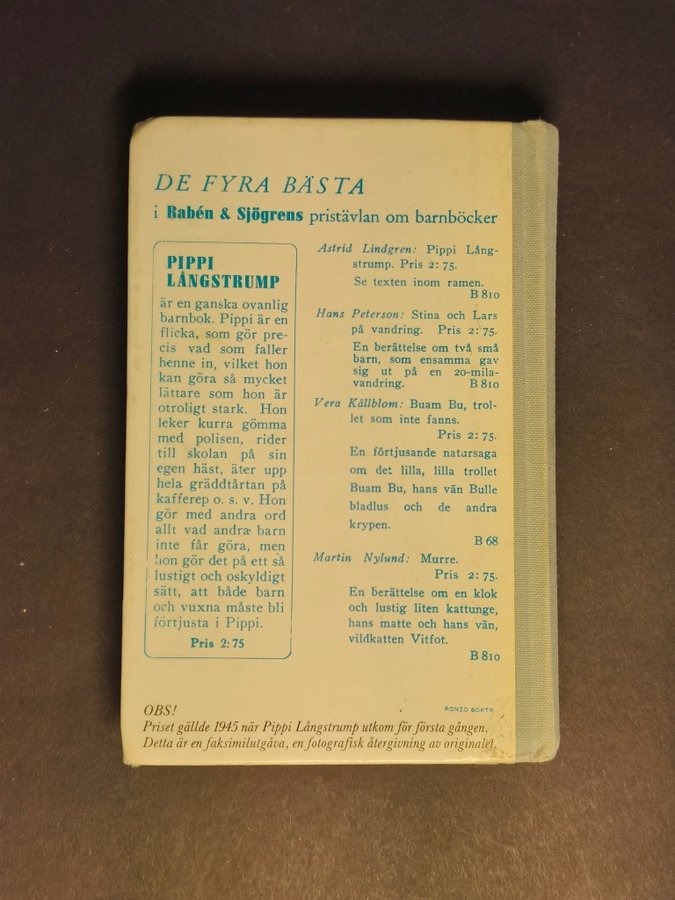 DE FYRA BÄSTA
i Rabén & Sjögrens pristävlan om barnböcker
PIPPI
LÅNGSTRUMP
är en ganska ovanlig
barnbok. Pippi är en
flicka, som gör pre-
cis vad som faller
henne in, vilket hon
kan göra så mycket
lättare som hon är
otroligt stark. Hon
leker kurra gömma
med polisen, rider
till skolan på sin
egen häst, äter upp
hela gräddtårtan på
kafferep o. s. v. Hon
gör med andra ord
allt vad andra barn
inte får göra, men
hon gör det på ett så
lustigt och oskyldigt
sätt, att både barn
och vuxna måste bli
förtjusta i Pippi.
Pris 2:75
Astrid Lindgren: Pippi Lång-
strump. Pris 2:75.
Se texten inom ramen.
B 810
Hans Peterson: Stina och Lars
på vandring. Pris 2:75.
En berättelse om två små
barn, som ensamma gav
sig ut på en 20-mila-
vandring. B 810
Vera Källblom: Buam Bu, trol-
let som inte fanns.
Pris 2:75.
En förtjusande natursaga
om det lilla, lilla trollet
Buam Bu, hans vän Bulle
bladlus och de andra
krypen.
B 68
Martin Nylund: Murre.
Pris 2:75.
En berättelse om en klok
och lustig liten kattunge,
hans matte och hans vän,
vildkatten Vitfot.
B 810
RONZO BOKTR
OBS!
Priset gällde 1945 när Pippi Långstrump utkom för första gången.
Detta är en faksimilutgåva, en fotografisk återgivning av originalet.